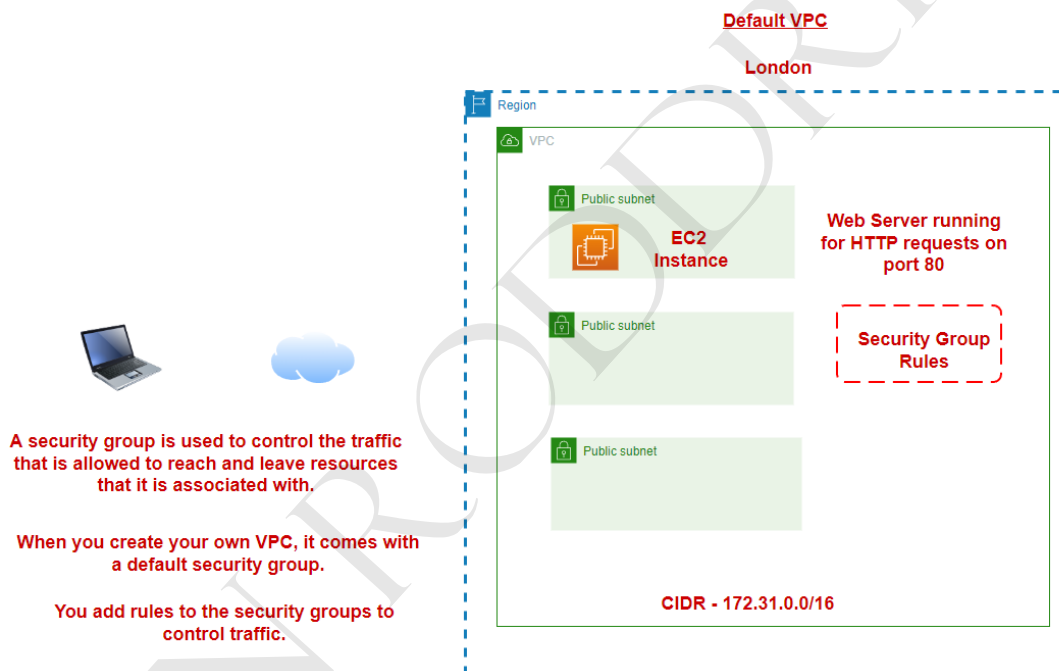 Default VPC
London
Region
VPC
Public subnet
EC2
Instance
Web Server running
for HTTP requests on
port 80
Public subnet
Security Group
Rules
Public subnet
CIDR - 172.31.0.0/16
A security group is used to control the traffic
that is allowed to reach and leave resources
that it is associated with.
When you create your own VPC, it comes with
a default security group.
You add rules to the security groups to
control traffic.